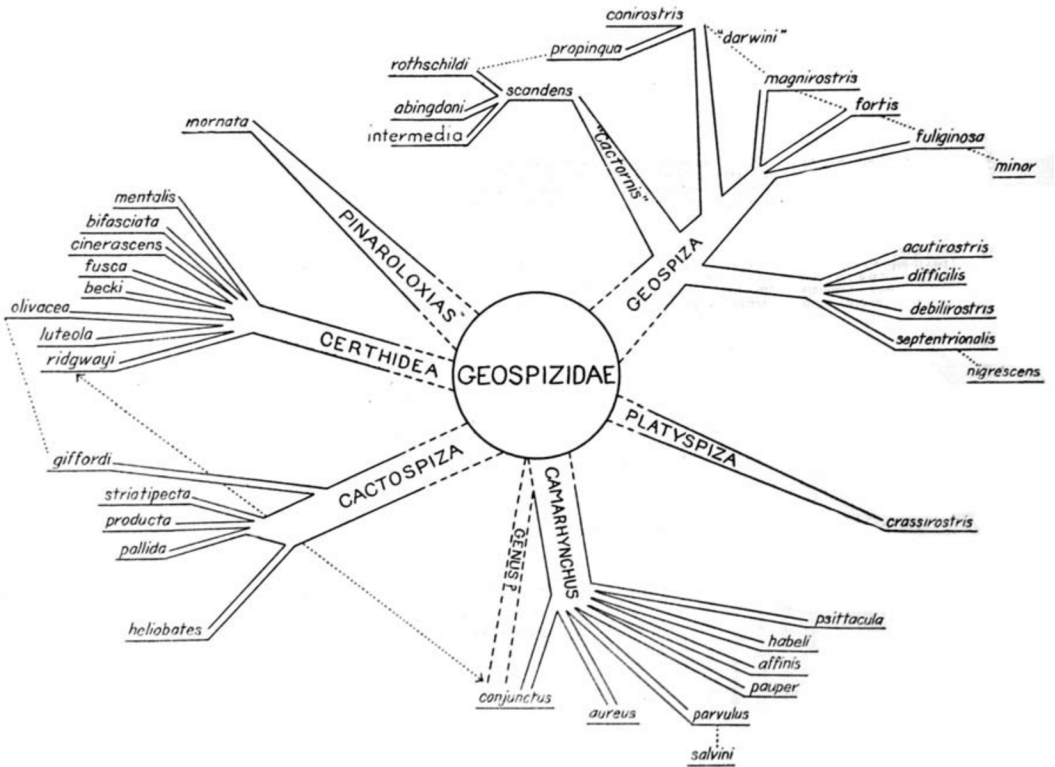 conirostris
"darwini"
propinqua
rothschildi
magnirostris
scandens
abingdoni
fortis
intermedia
mornata
fuliginosa
minor
"Cactornis"
mentalis
bifasciata
cinerascens
fusca
becki
olivacea
luteola
ridgwayi
PINAROLOXIAS
GEOSPIZA
acutirostris
difficilis
debilirostris
septentrionalis
nigrescens
CERTHIDEA
GEOSPIZIDAE
PLATYSPIZA
crassirostris
giffordi
striatipecta
producta
pallida
heliobates
CACTOSPIZA
GENUS?
CAMARHYNCHUS
psittacula
habeli
affinis
pauper
conjunctus
aureus
parvulus
salvini